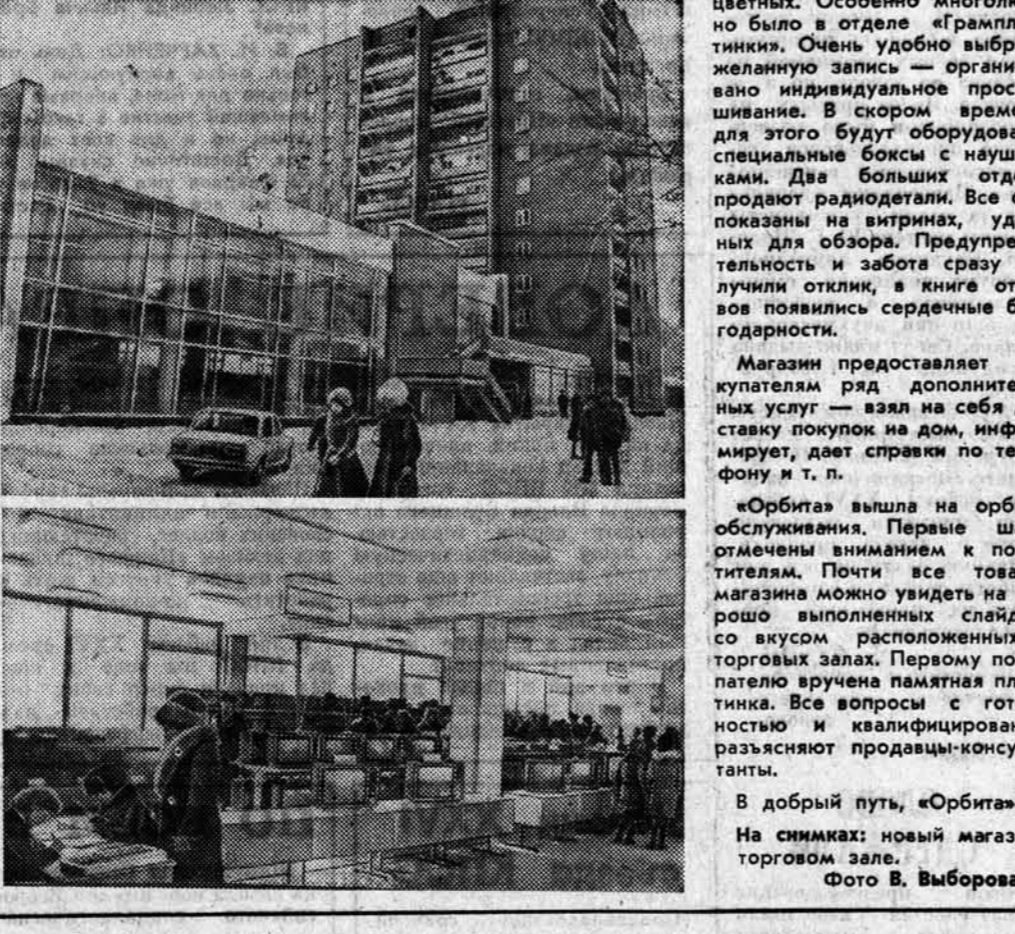 цветных. Особенно многолюд
но было в отделе «Грампл
тинки». Очень удобно выбр
желанную запись — органи
вано индивидуальное прос
шивание. В скором време
для этого будут оборудова
специальные боксы с науш
ками. Два больших отде
продают радиодетали. Все о
показаны на витринах, уд
ных для обзора. Предупре
тельность и забота сразу
лучили отклик, в книге от
вов появились сердечные б
годарности.
Магазин предоставляет
купателям ряд дополните
ных услуг — взял на себя
ставку покупок на дом, инф
мирует, дает справки по те
фону и т. п.
«Орбита» вышла на орб
обслуживания. Первые ш
отмечены вниманием к по
тителям. Почти все това
магазина можно увидеть на
рошо выполненных слайд
со вкусом расположенных
торговых залах. Первому по
пателю вручена памятная пл
тинка. Все вопросы с гот
ностью и квалифицирован
разъясняют продавцы-консу
танты.
В добрый путь, «Орбита»
На снимках: новый магаз
торговом зале.
Фото В. Выборова